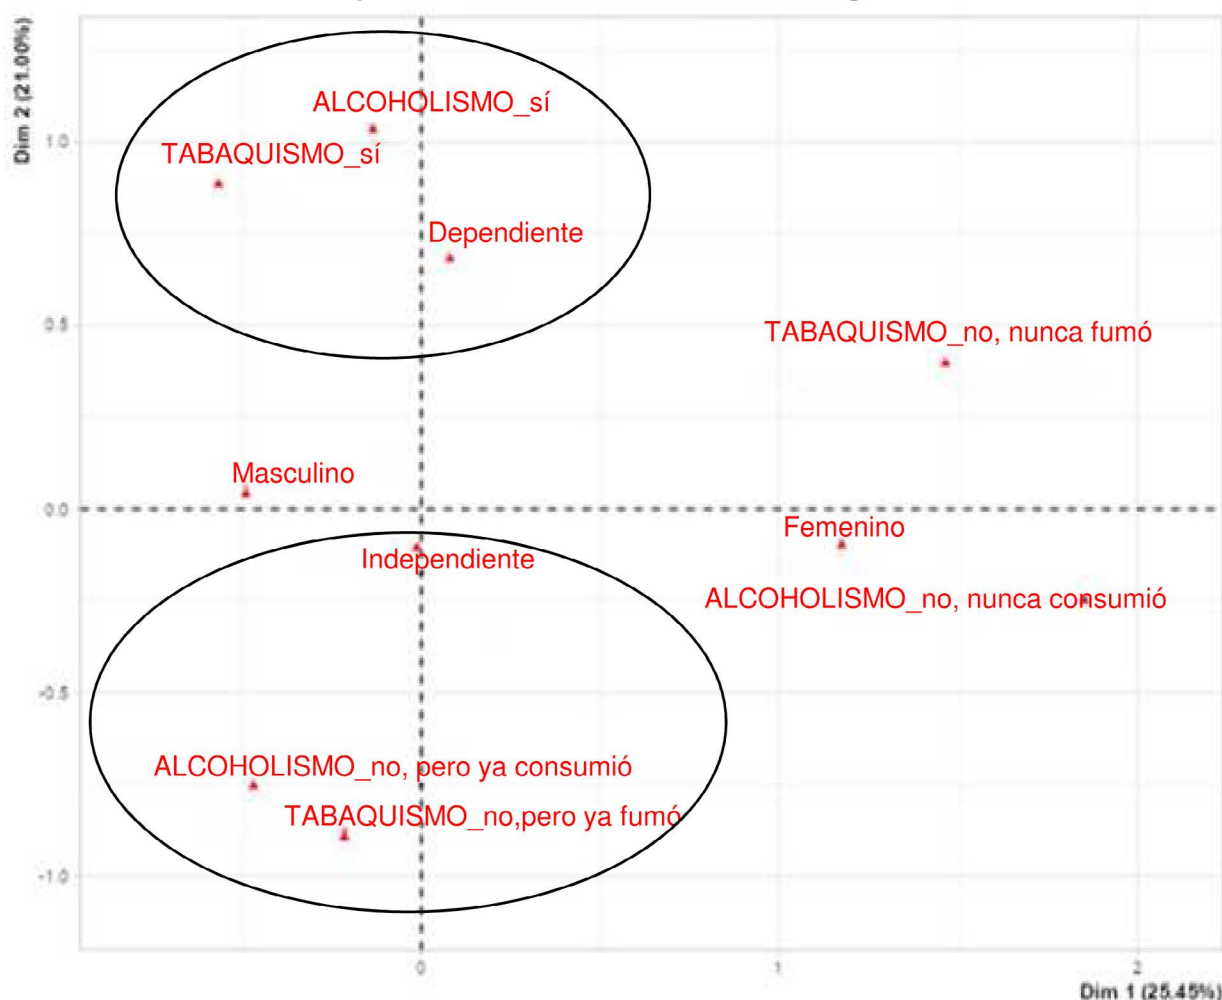 Dim 2 (21.00%)
ALCOHOLISMO_sí
1.0
TABAQUISMO_sí
Dependiente
0.5
TABAQUISMO_no, nunca fumó
Masculino
0.0
Femenino
Independiente
ALCOHOLISMO_no, nunca consumió
-0.5
ALCOHOLISMO_no, pero ya consumió
TABAQUISMO_no,pero ya fumó
-1.0
0
1
2
Dim 1 (25.45%)